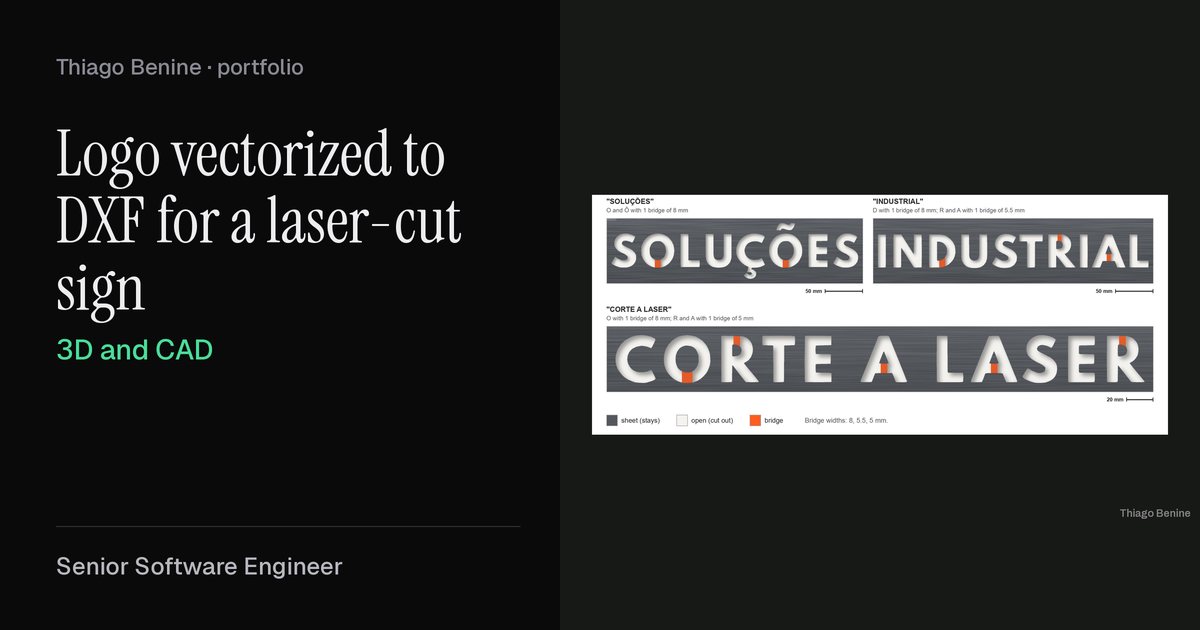 Thiago Benine · portfolio
Logo vectorized to
DXF for a laser-cut
sign
3D and CAD
Senior Software Engineer
"SOLUÇÕES"
O and Õ with 1 bridge of 8 mm
SOLUÇÕES
50 mm
"INDUSTRIAL"
D with 1 bridge of 8 mm; R and A with 1 bridge of 5.5 mm
INDUSTRIAL
50 mm
"CORTE A LASER"
O with 1 bridge of 8 mm; R and A with 1 bridge of 5 mm
CORTE A LASER
20 mm
sheet (stays) open (cut out) bridge Bridge widths: 8, 5.5, 5 mm.
Thiago Benine